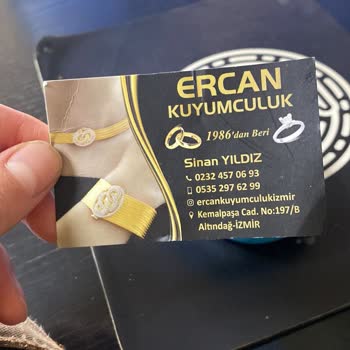 ERCAN
KUYUMCULUK
1986'dan Beri
Sinan YILDIZ
0232 457 06 93
0535 297 62 99
ercankuyumculukizmir
Kemalpaşa Cad. No:197/B
Altındağ-İZMİR